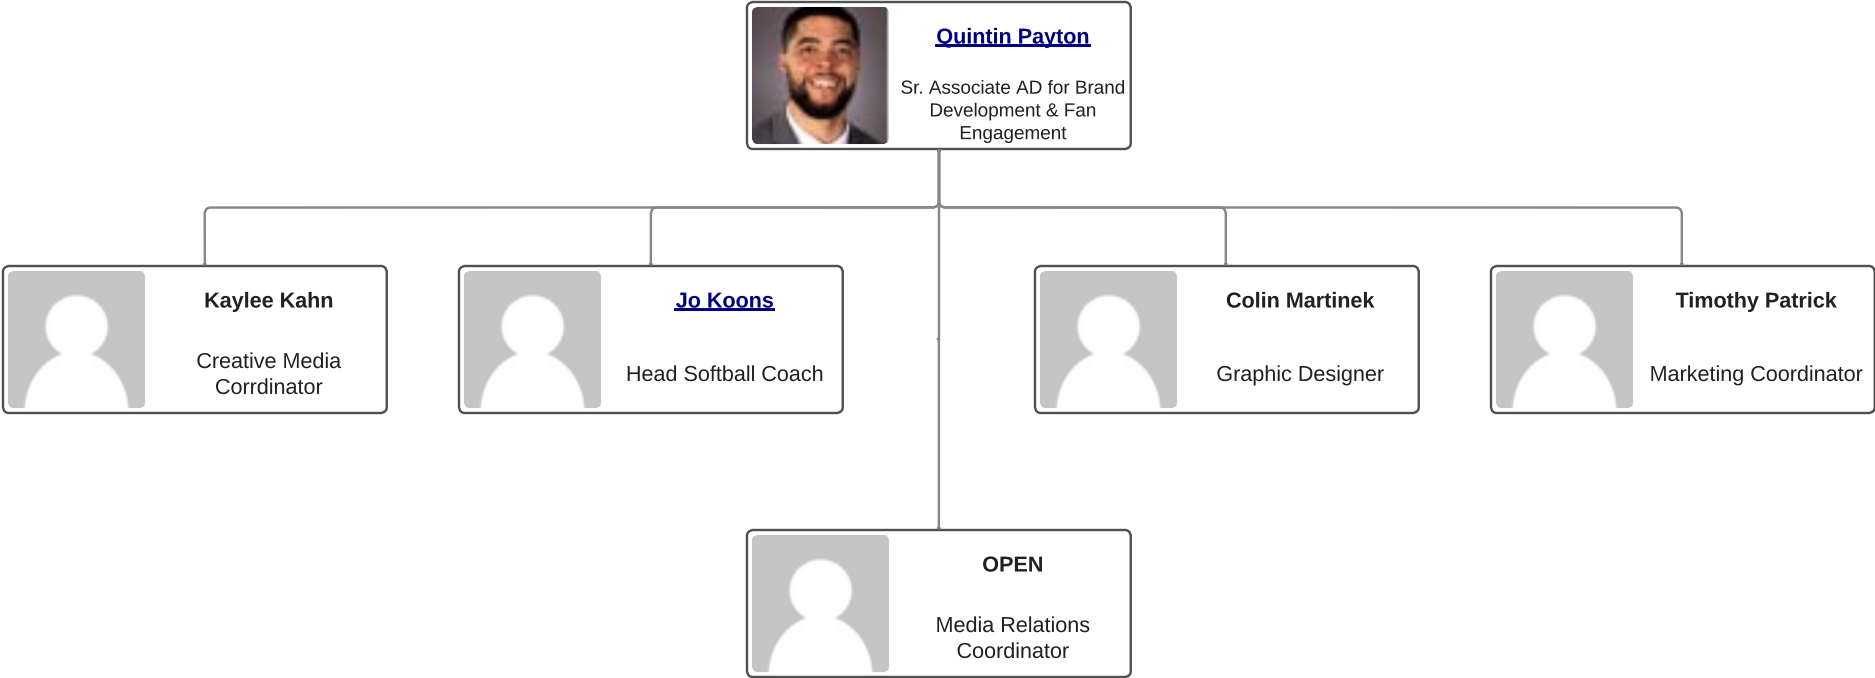 Quintin Payton
Sr. Associate AD for Brand
Development & Fan
Engagement
Kaylee Kahn
Creative Media
Corrdinator
Jo Koons
Head Softball Coach
Colin Martinek
Graphic Designer
Timothy Patrick
Marketing Coordinator
OPEN
Media Relations
Coordinator